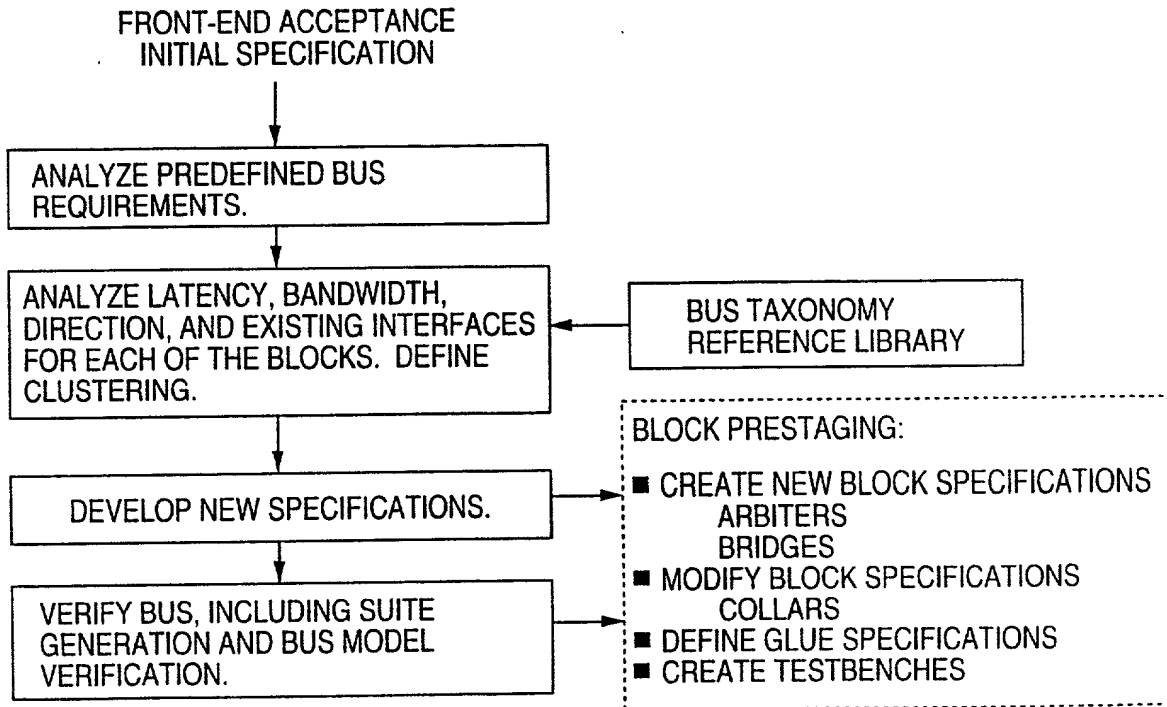 FRONT-END ACCEPTANCE
INITIAL SPECIFICATION
ANALYZE PREDEFINED BUS
REQUIREMENTS.
ANALYZE LATENCY, BANDWIDTH,
DIRECTION, AND EXISTING INTERFACES
FOR EACH OF THE BLOCKS. DEFINE
CLUSTERING.
BUS TAXONOMY
REFERENCE LIBRARY
DEVELOP NEW SPECIFICATIONS.
VERIFY BUS, INCLUDING SUITE
GENERATION AND BUS MODEL
VERIFICATION.
BLOCK PRESTAGING:
■ CREATE NEW BLOCK SPECIFICATIONS
ARBITERS
BRIDGES
■ MODIFY BLOCK SPECIFICATIONS
COLLARS
■ DEFINE GLUE SPECIFICATIONS
■ CREATE TESTBENCHES